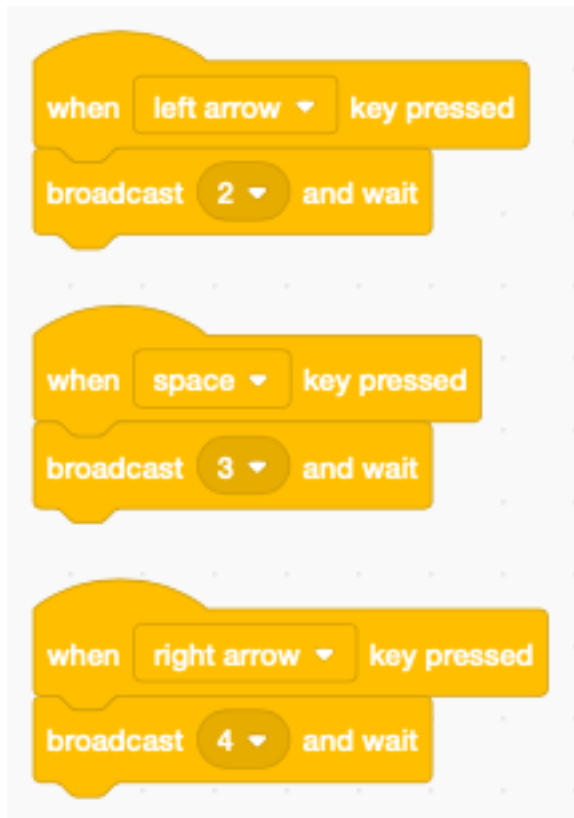 when left arrow key pressed
broadcast 2 and wait
when space key pressed
broadcast 3 and wait
when right arrow key pressed
broadcast 4 and wait